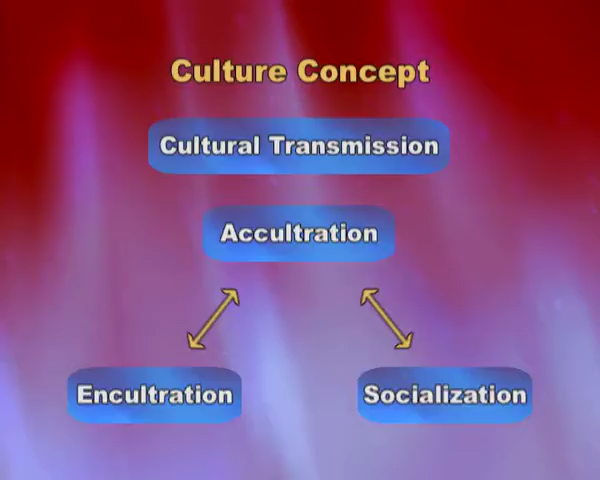 Culture Concept
Cultural Transmission
Accultration
Encultration
Socialization